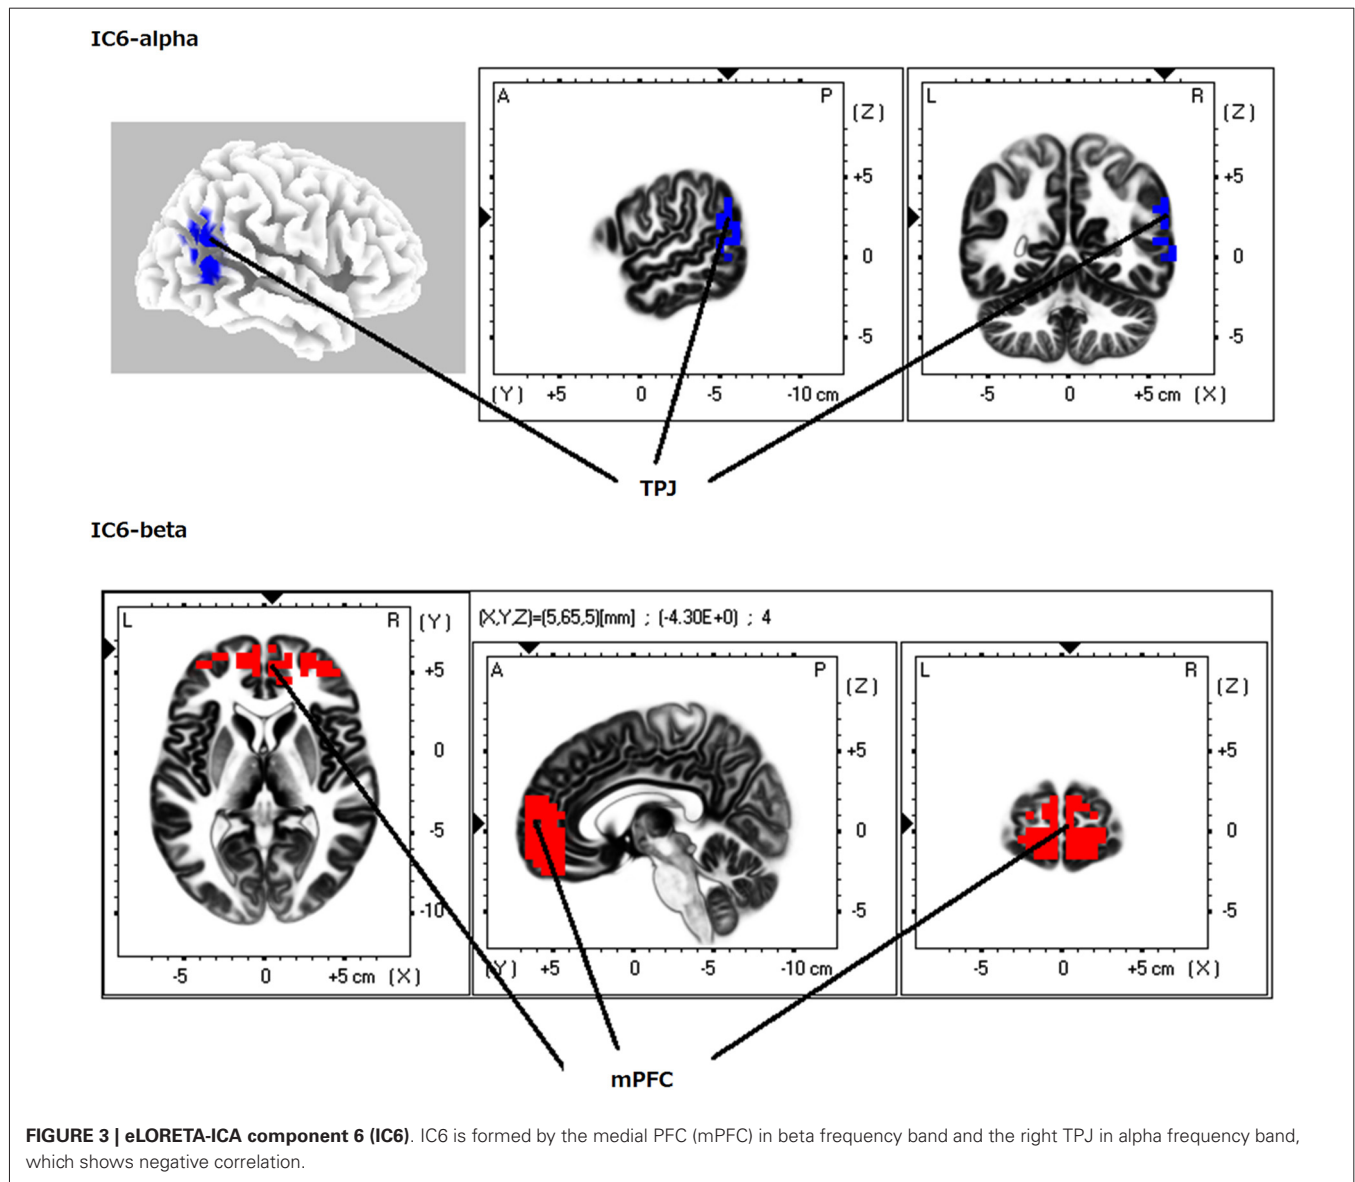 IC6-alpha
A P (Z)
+5
0
-5
(Y) +5 0 -5 -10 cm
L R (Z)
+5
0
-5
-5 0 +5 cm (X)
TPJ
IC6-beta
L R (Y)
+5
0
-5
-10
-5 0 +5 cm (X)
(X,Y,Z)=(5,65,5)[mm] ; (-4.30E+0) ; 4
A P (Z)
+5
0
-5
(Y) +5 0 -5 -10 cm
L R (Z)
+5
0
-5
-5 0 +5 cm (X)
mPFC
FIGURE 3 | eLORETA-ICA component 6 (IC6). IC6 is formed by the medial PFC (mPFC) in beta frequency band and the right TPJ in alpha frequency band,
which shows negative correlation.